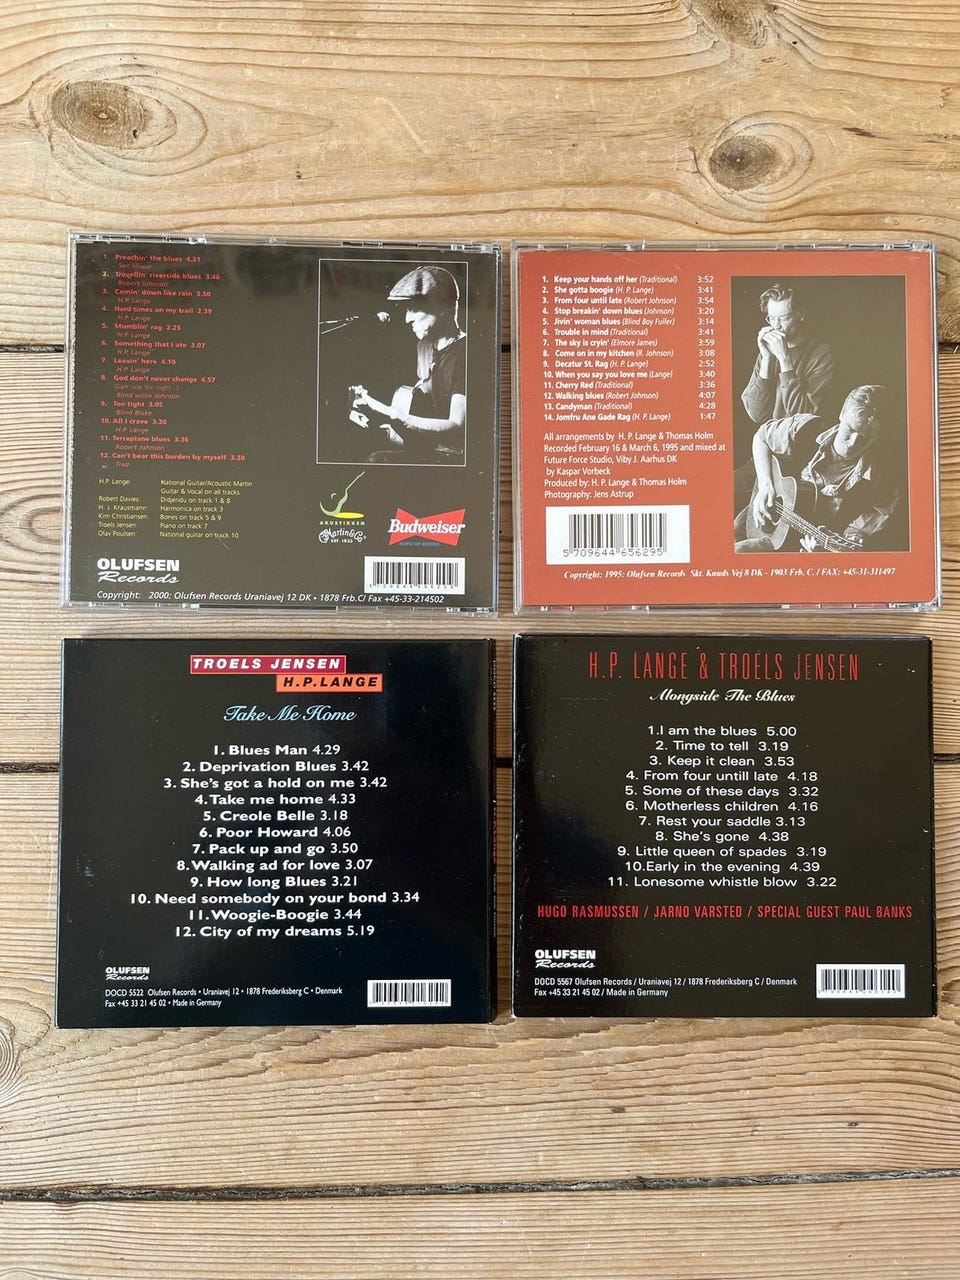 1. Preachin' the blues 4.21
Son House
2. Travellin' riverside blues 3.46
Robert Johnson
3. Comin' down like rain 3.50
H.P. Lange
4. Hard times on my trail 2.39
H.P. Lange
5. Stumblin' rag 2.25
H.P. Lange
6. Something that I ate 3.07
H.P. Lange
7. Leavin' here 4.10
H.P. Lange
8. God don't never change 4.57
(Dark was the night...)
Blind willie Johnson
9. Too tight 3.05
Blind Blake
10. All I crave 3.30
H.P. Lange
11. Terraplane blues 3.36
Robert Johnson
12. Can't bear this burden by myself 3.30
Trad
H.P. Lange: National Guitar/Acoustic Martin
Guitar & Vocal on all tracks
Robert Davies: Didjeridu on track 1 & 8
H. J. Krausmann: Harmonica on track 3
Kim Christiansen: Bones on track 5 & 9
Troels Jensen: Piano on track 7
Olav Poulsen: National guitar on track 10
AKUSTIKKEN
Martin & Co
EST. 1833
Budweiser
KING OF BEERS
OLUFSEN
Records
Copyright: 2000: Olufsen Records Uraniavej 12 DK • 1878 Frb.C/ Fax +45-33-214502
1. Keep your hands off her (Traditional) 3:52
2. She gotta boogie (H. P. Lange) 3:41
3. From four until late (Robert Johnson) 3:54
4. Stop breakin' down blues (Johnson) 3:20
5. Jivin' woman blues (Blind Boy Fuller) 3:14
6. Trouble in mind (Traditional) 3:41
7. The sky is cryin' (Elmore James) 3:59
8. Come on in my kitchen (R. Johnson) 3:08
9. Decatur St. Rag (H. P. Lange) 2:52
10. When you say you love me (Lange) 3:40
11. Cherry Red (Traditional) 3:36
12. Walking blues (Robert Johnson) 4:07
13. Candyman (Traditional) 4:28
14. Jomfru Ane Gade Rag (H. P. Lange) 1:47
All arrangements by H. P. Lange & Thomas Holm
Recorded February 16 & March 6, 1995 and mixed at
Future Force Studio, Viby J. Aarhus DK
by Kaspar Vorbeck
Produced by: H. P. Lange & Thomas Holm
Photography: Jens Astrup
5 709644 656295
Copyright: 1995: Olufsen Records Skt. Knuds Vej 8 DK - 1903 Frb. C. / FAX: +45-31-311497
TROELS JENSEN
H.P.LANGE
Take Me Home
1. Blues Man 4.29
2. Deprivation Blues 3.42
3. She's got a hold on me 3.42
4. Take me home 4.33
5. Creole Belle 3.18
6. Poor Howard 4.06
7. Pack up and go 3.50
8. Walking ad for love 3.07
9. How long Blues 3.21
10. Need somebody on your bond 3.34
11. Woogie-Boogie 3.44
12. City of my dreams 5.19
OLUFSEN
Records
DOCD 5522 Olufsen Records • Uraniavej 12 • 1878 Frederiksberg C • Denmark
Fax +45 33 21 45 02 • Made in Germany
H.P. LANGE & TROELS JENSEN
Alongside The Blues
1.I am the blues 5.00
2. Time to tell 3.19
3. Keep it clean 3.53
4. From four untill late 4.18
5. Some of these days 3.32
6. Motherless children 4.16
7. Rest your saddle 3.13
8. She's gone 4.38
9. Little queen of spades 3.19
10.Early in the evening 4.39
11. Lonesome whistle blow 3.22
HUGO RASMUSSEN / JARNO VARSTED / SPECIAL GUEST PAUL BANKS
OLUFSEN
Records
DOCD 5567 Olufsen Records / Uraniavej 12 / 1878 Frederiksberg C / Denmark
Fax +45 33 21 45 02 / Made in Germany